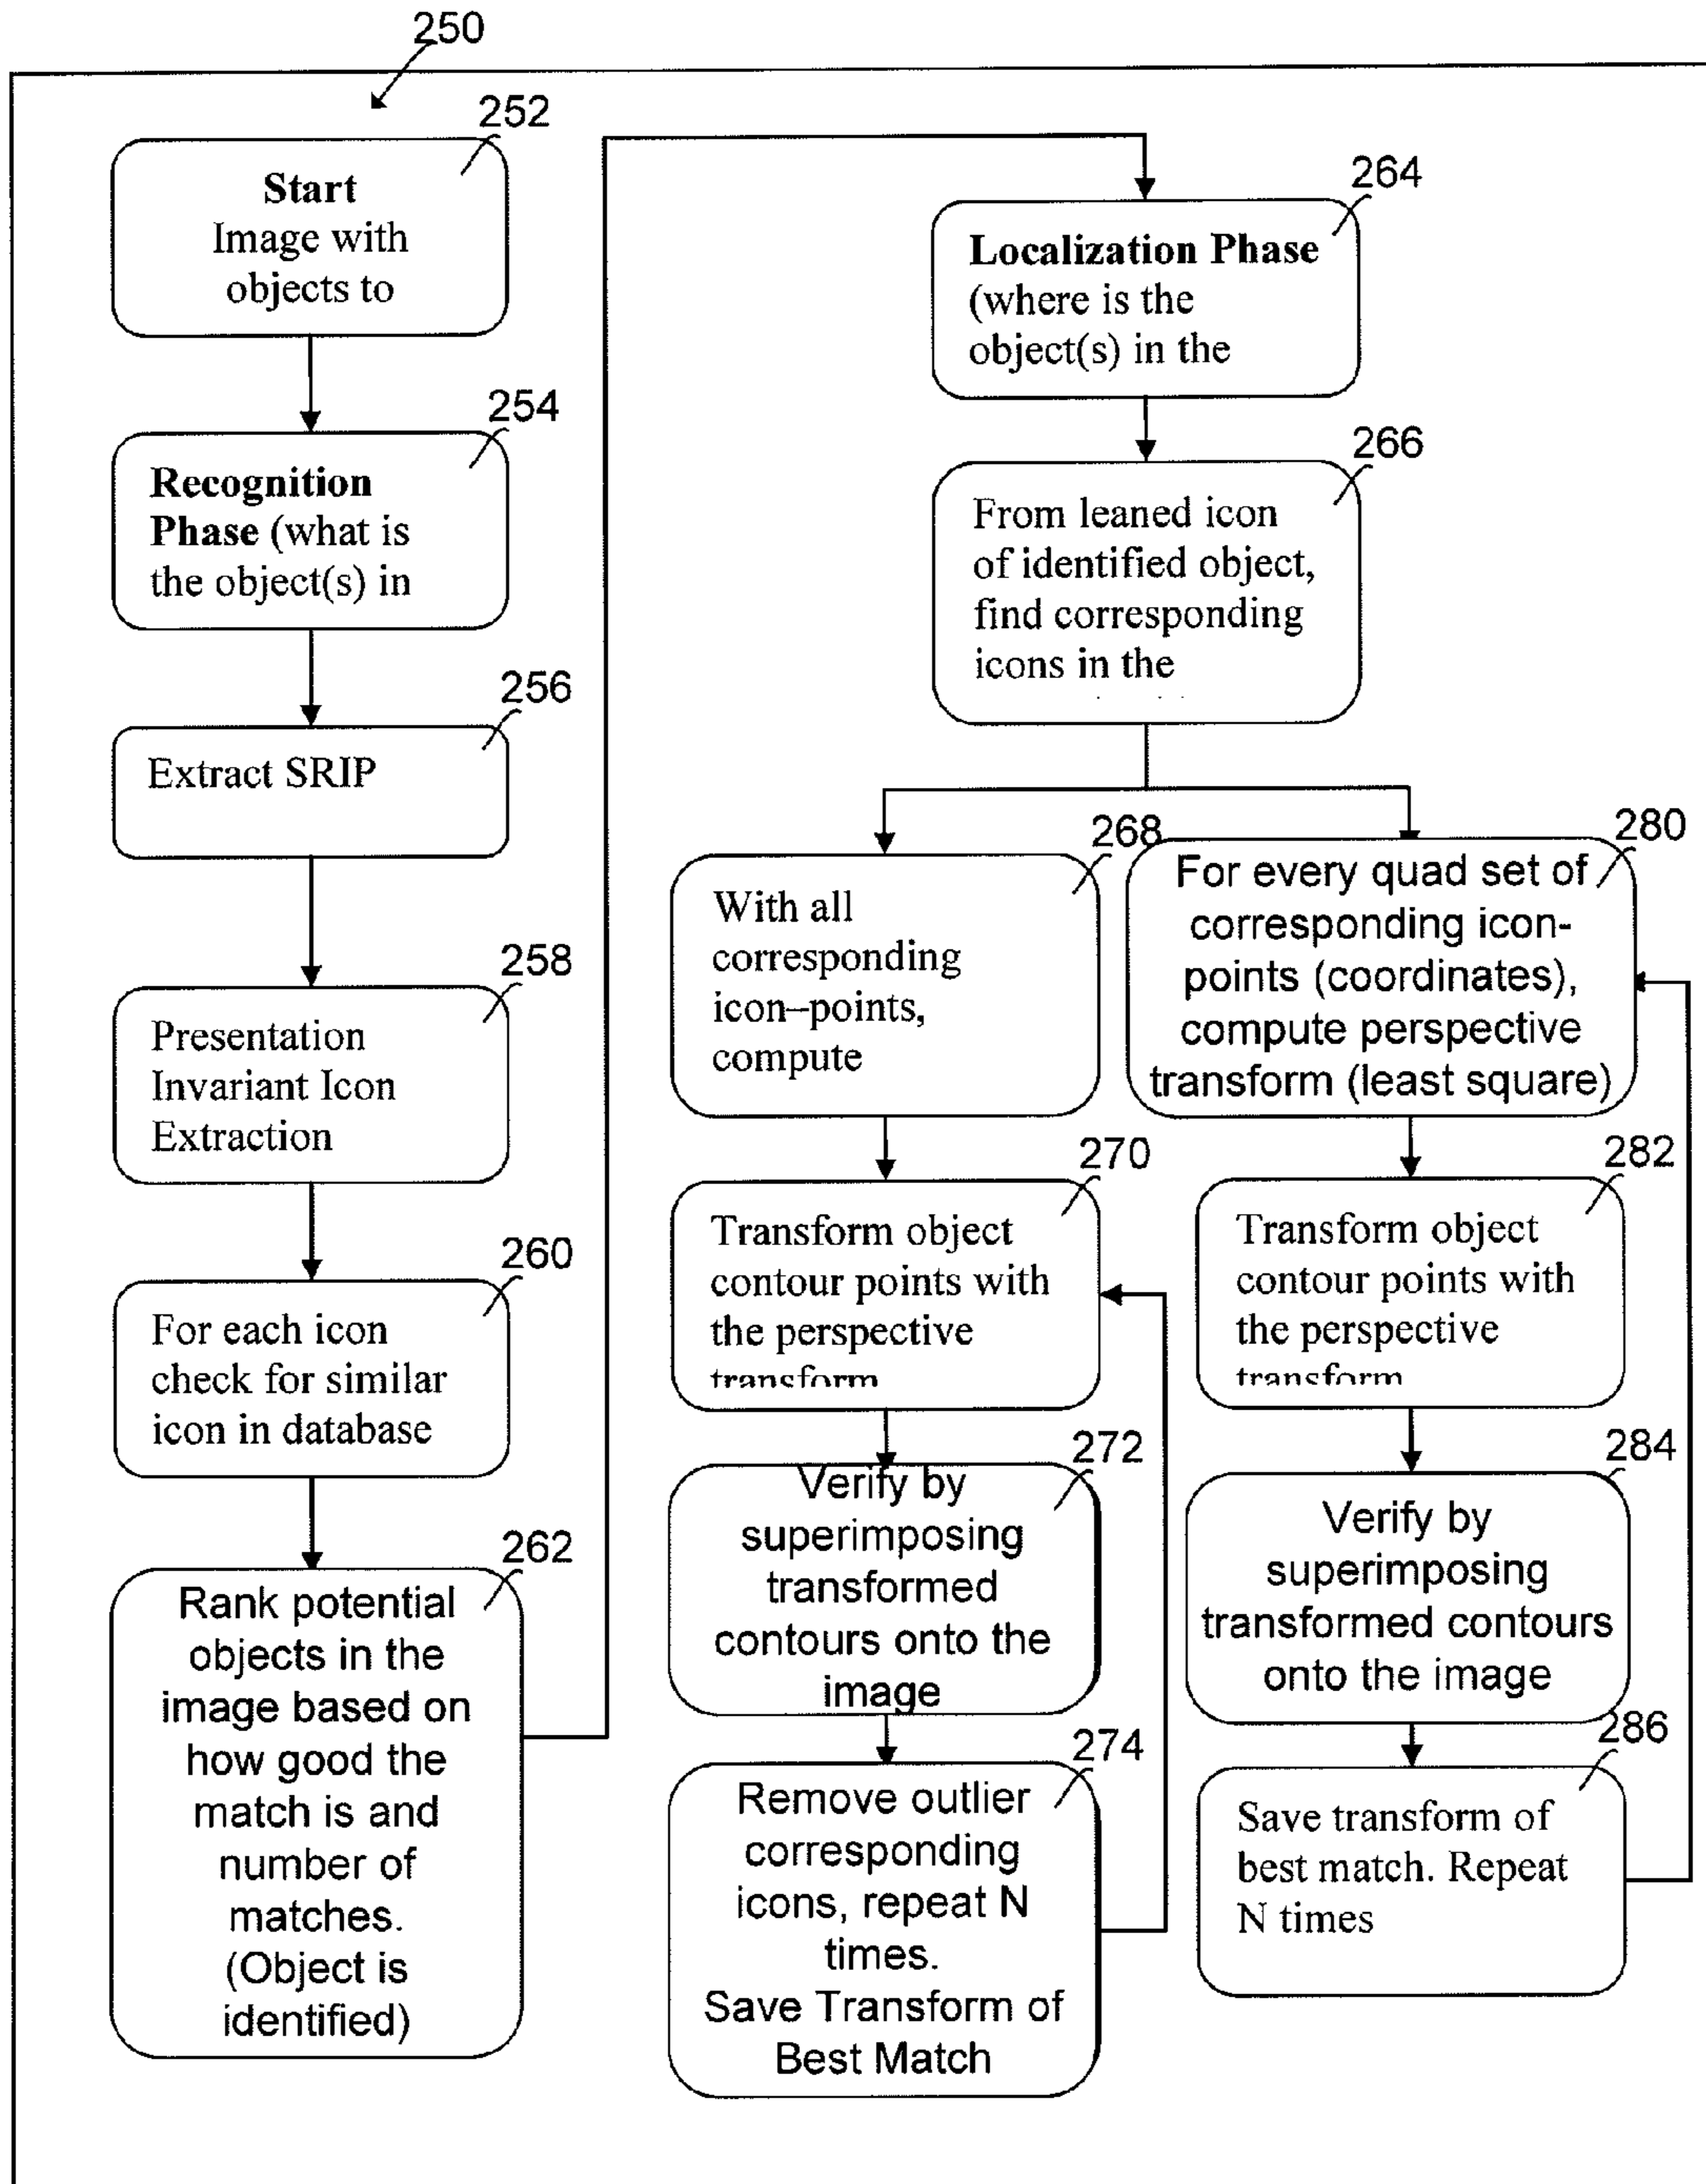 250
252
Start
Image with
objects to
254
Recognition
Phase (what is
the object(s) in
256
Extract SRIP
258
Presentation
Invariant Icon
Extraction
260
For each icon
check for similar
icon in database
262
Rank potential
objects in the
image based on
how good the
match is and
number of
matches.
(Object is
identified)
264
Localization Phase
(where is the
object(s) in the
266
From leaned icon
of identified object,
find corresponding
icons in the
268
With all
corresponding
icon–points,
compute
270
Transform object
contour points with
the perspective
transform
272
Verify by
superimposing
transformed
contours onto the
image
274
Remove outlier
corresponding
icons, repeat N
times.
Save Transform of
Best Match
280
For every quad set of
corresponding icon-
points (coordinates),
compute perspective
transform (least square)
282
Transform object
contour points with
the perspective
transform
284
Verify by
superimposing
transformed contours
onto the image
286
Save transform of
best match. Repeat
N times